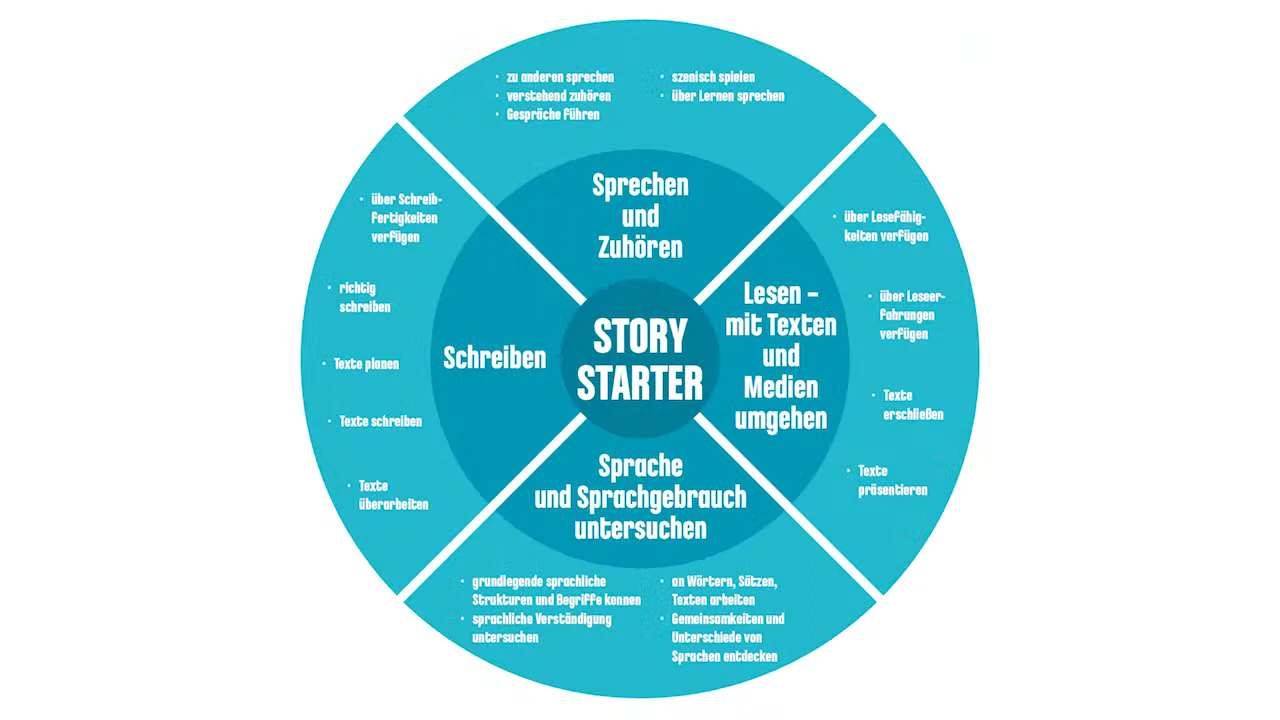 • zu anderen sprechen
• verstehend zuhören
• Gespräche führen
• szenisch spielen
• über Lernen sprechen
Sprechen
und
Zuhören
• über Schreib-
fertigkeiten
verfügen
• richtig
schreiben
• Texte planen
• Texte schreiben
• Texte
überarbeiten
Schreiben
STORY
STARTER
Lesen –
mit Texten
und
Medien
umgehen
• über Lesefähig-
keiten verfügen
• über Leseer-
fahrungen
verfügen
• Texte
erschließen
• Texte
präsentieren
Sprache
und Sprachgebrauch
untersuchen
• grundlegende sprachliche
Strukturen und Begriffe kennen
• sprachliche Verständigung
untersuchen
• an Wörtern, Sätzen,
Texten arbeiten
• Gemeinsamkeiten und
Unterschiede von
Sprachen entdecken